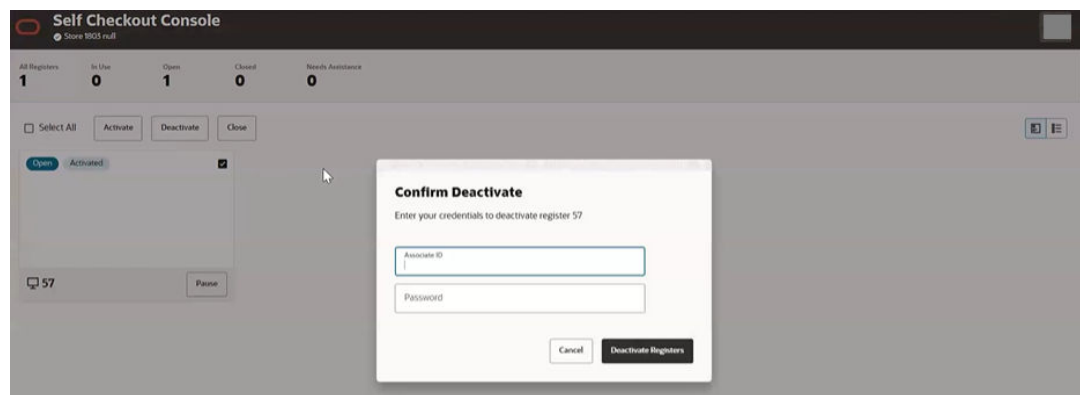 Self Checkout Console
Store 1803 null
All Registers In Use Open Closed Needs Assistance
1 0 1 0 0
Select All Activate Deactivate Close
Open Activated
57 Pause
Confirm Deactivate
Enter your credentials to deactivate register 57
Associate ID
Password
Cancel Deactivate Registers